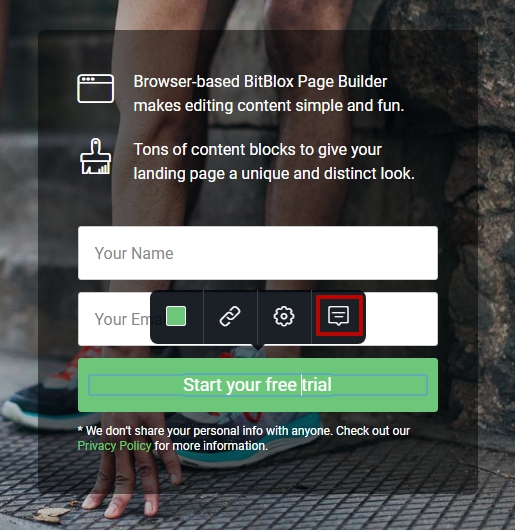 Browser-based BitBlox Page Builder
makes editing content simple and fun.
Tons of content blocks to give your
landing page a unique and distinct look.
Your Name
Your Em
Start your free trial
* We don't share your personal info with anyone. Check out our
Privacy Policy for more information.